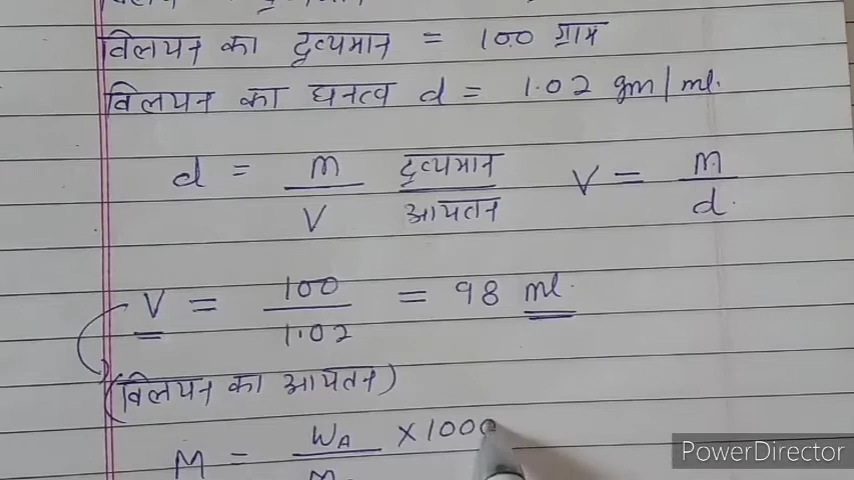 विलयन का द्रव्यमान = 100 ग्राम
विलयन का घनत्व d = 1.02 gm/ml.
d = m/V द्रव्यमान/आयतन V = m/d.
V = 100/1.02 = 98 ml.
(विलयन का आयतन)
M = WA × 1000
PowerDirector